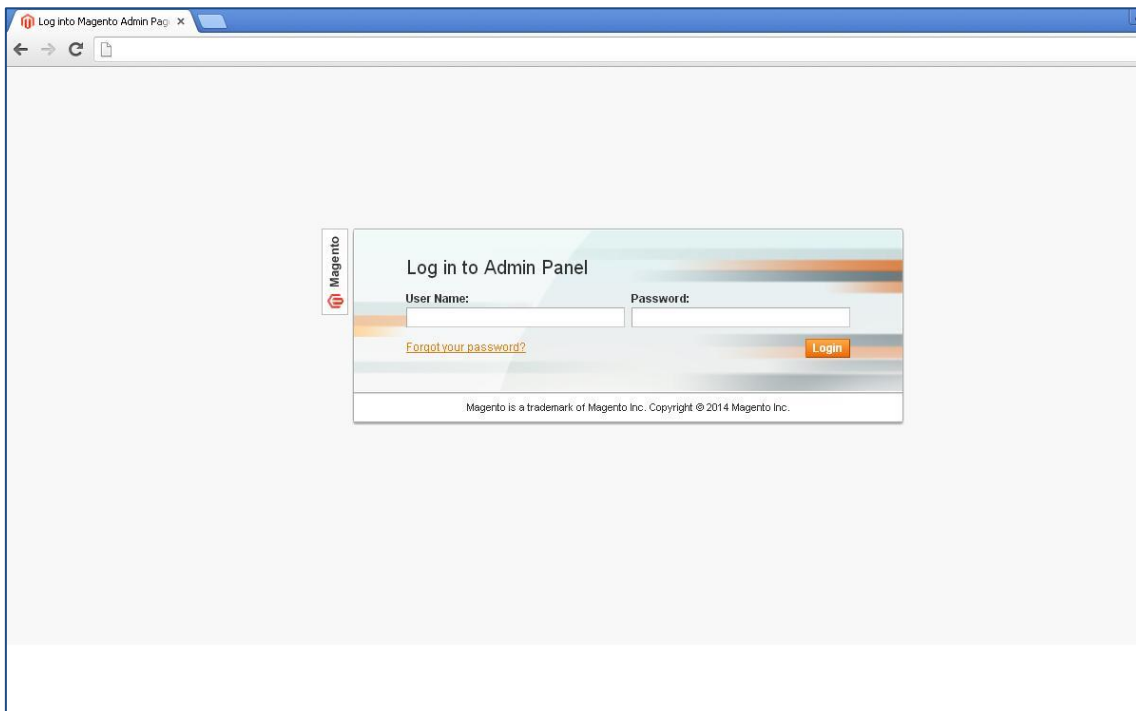 Log into Magento Admin Pag
Magento
Log in to Admin Panel
User Name:
Password:
Forgot your password?
Login
Magento is a trademark of Magento Inc. Copyright © 2014 Magento Inc.